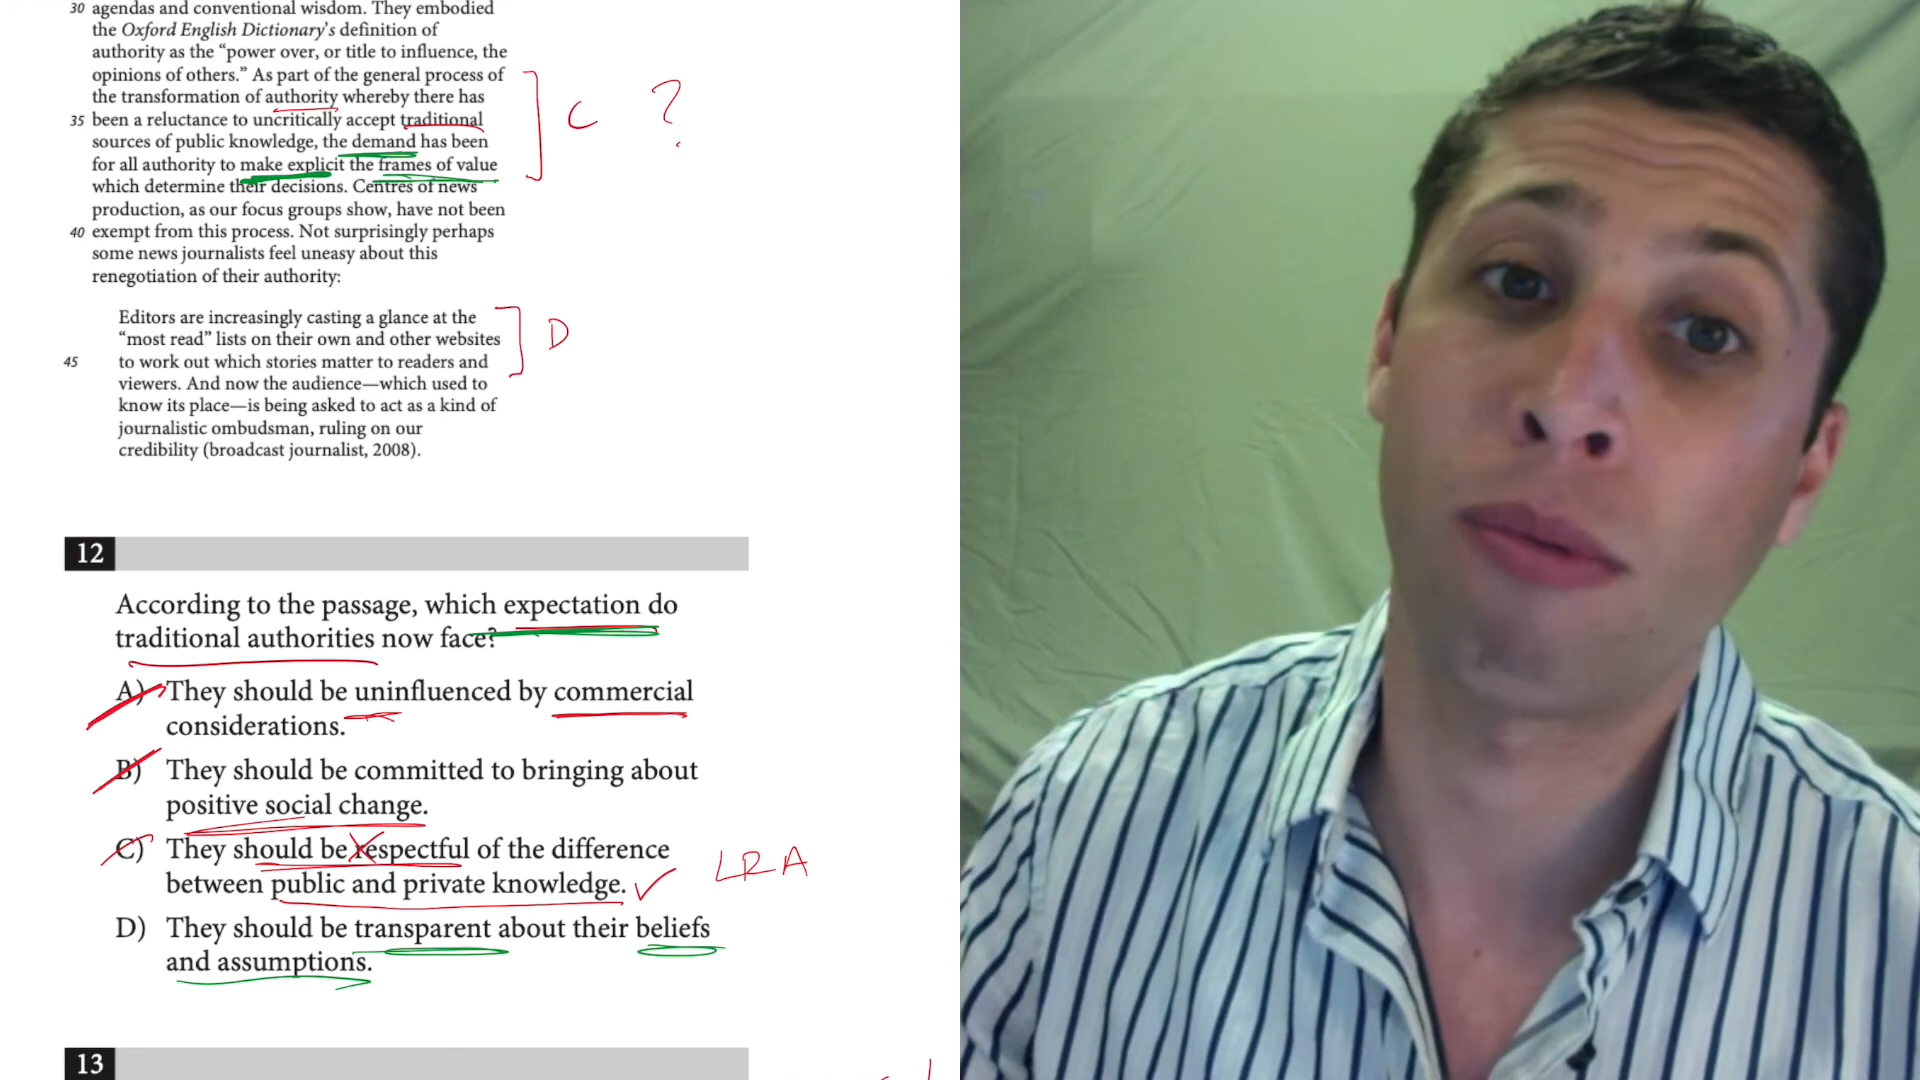 30 agendas and conventional wisdom. They embodied
the Oxford English Dictionary's definition of
authority as the “power over, or title to influence, the
opinions of others.” As part of the general process of
the transformation of authority whereby there has
35 been a reluctance to uncritically accept traditional
sources of public knowledge, the demand has been
for all authority to make explicit the frames of value
which determine their decisions. Centres of news
production, as our focus groups show, have not been
40 exempt from this process. Not surprisingly perhaps
some news journalists feel uneasy about this
renegotiation of their authority:
C ?
Editors are increasingly casting a glance at the
“most read” lists on their own and other websites
45 to work out which stories matter to readers and
viewers. And now the audience—which used to
know its place—is being asked to act as a kind of
journalistic ombudsman, ruling on our
credibility (broadcast journalist, 2008).
D
12
According to the passage, which expectation do
traditional authorities now face?
A) They should be uninfluenced by commercial
considerations.
B) They should be committed to bringing about
positive social change.
C) They should be respectful of the difference
between public and private knowledge.
LRA
D) They should be transparent about their beliefs
and assumptions.
13